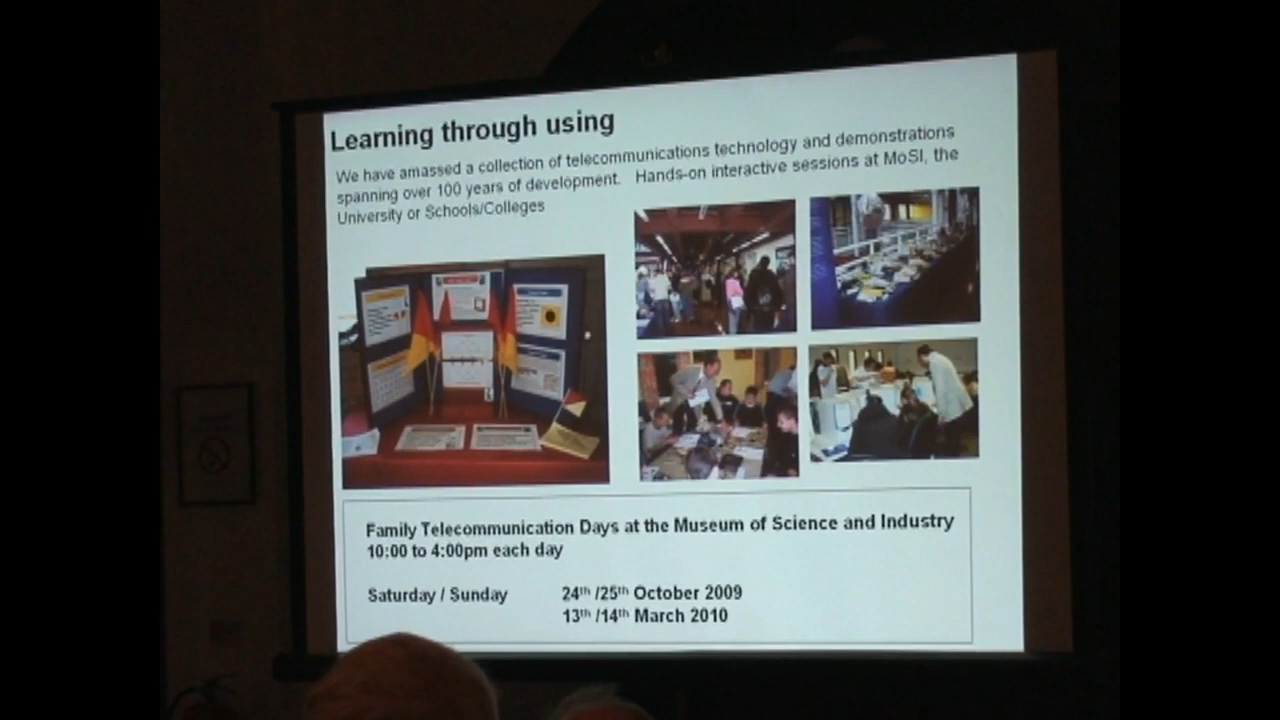 Learning through using
We have amassed a collection of telecommunications technology and demonstrations
spanning over 100 years of development. Hands-on interactive sessions at MoSI, the
University or Schools/Colleges
Family Telecommunication Days at the Museum of Science and Industry
10:00 to 4:00pm each day
Saturday / Sunday 24th /25th October 2009
13th /14th March 2010